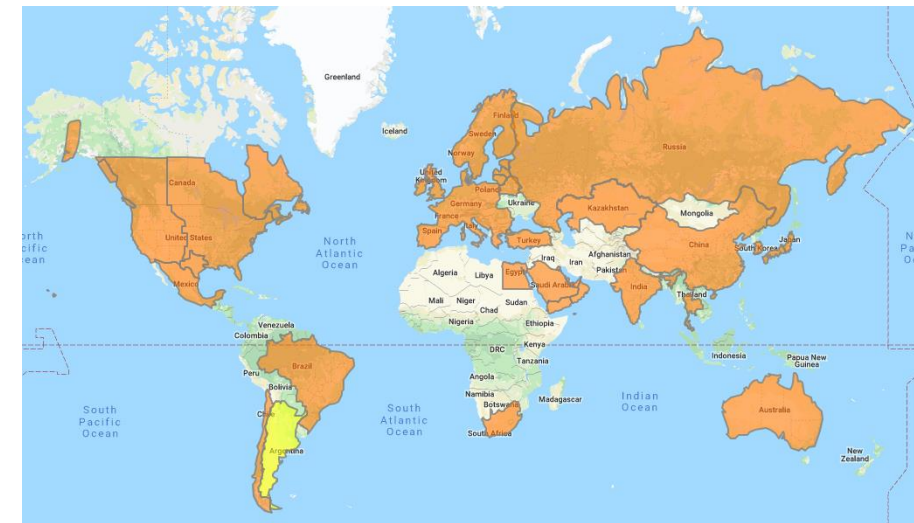 Greenland
Iceland
Finland
Sweden
Norway
Russia
United
Kingdom
Canada
Poland
Germany
Ukraine
Kazakhstan
France
Mongolia
Italy
Spain
Turkey
North
Atlantic
Ocean
United States
China
South Korea
Japan
Afghanistan
Iraq
Iran
Pakistan
Algeria
Libya
Egypt
Saudi Arabia
India
Mexico
Mali
Niger
Chad
Sudan
Thailand
Nigeria
Ethiopia
Venezuela
Colombia
DRC
Kenya
Tanzania
Indonesia
Papua New
Guinea
Brazil
Peru
Angola
Bolivia
Namibia
Botswana
Madagascar
Indian
Ocean
South
Pacific
Ocean
South
Atlantic
Ocean
Chile
Australia
South Africa
Argentina
New
Zealand